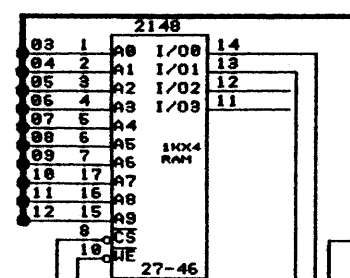 2148
03 1 A0 I/O0 14
04 2 A1 I/O1 13
05 3 A2 I/O2 12
06 4 A3 I/O3 11
07 5 A4
08 6 A5 1KX4
09 7 A6 RAM
10 17 A7
11 16 A8
12 15 A9
8 CS
10 WE
27-46